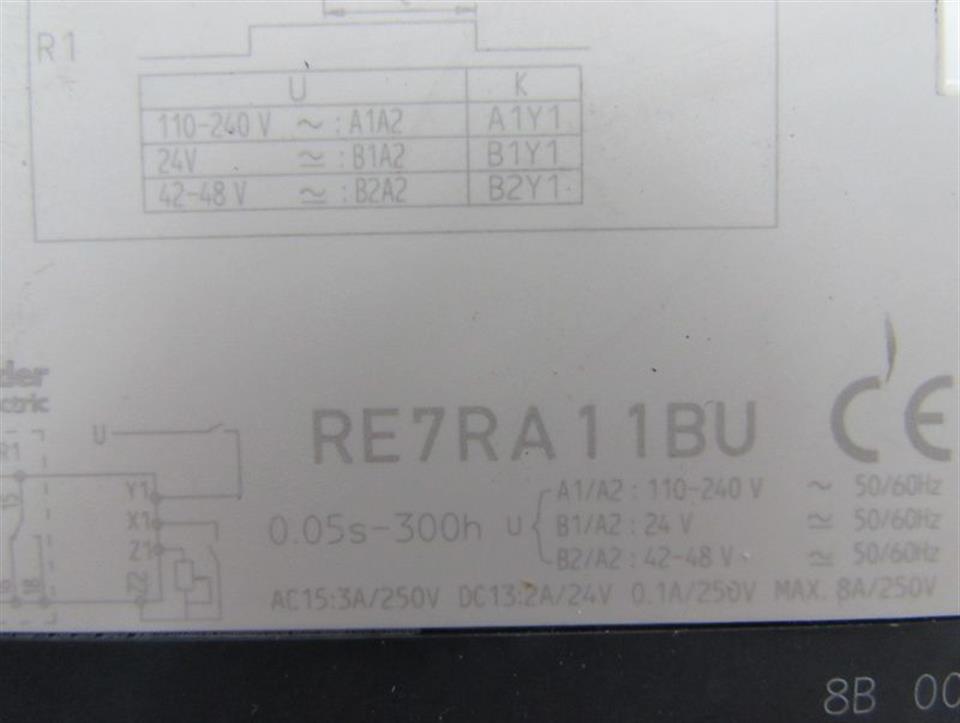 R1
U K
110-240 V ~ : A1A2 A1Y1
24V ≃ : B1A2 B1Y1
42-48 V ≃ : B2A2 B2Y1
der
ctric
RE7RA11BU CE
R1
U
15
Y1
X1
Z1
Z2
18
0.05s-300h U
A1/A2 : 110-240 V ~ 50/60Hz
B1/A2 : 24 V ≃ 50/60Hz
B2/A2 : 42-48 V ≃ 50/60Hz
AC15:3A/250V DC13:2A/24V 0.1A/250V MAX. 8A/250V
8B 00